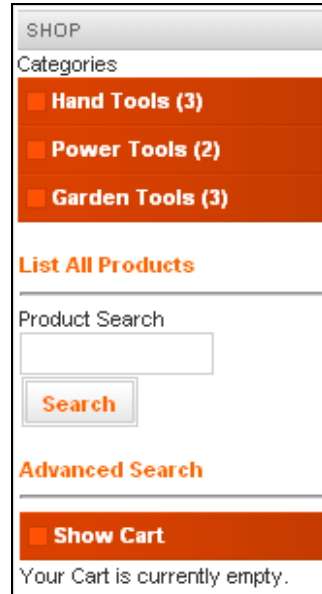 SHOP
Categories
Hand Tools (3)
Power Tools (2)
Garden Tools (3)
List All Products
Product Search
Search
Advanced Search
Show Cart
Your Cart is currently empty.